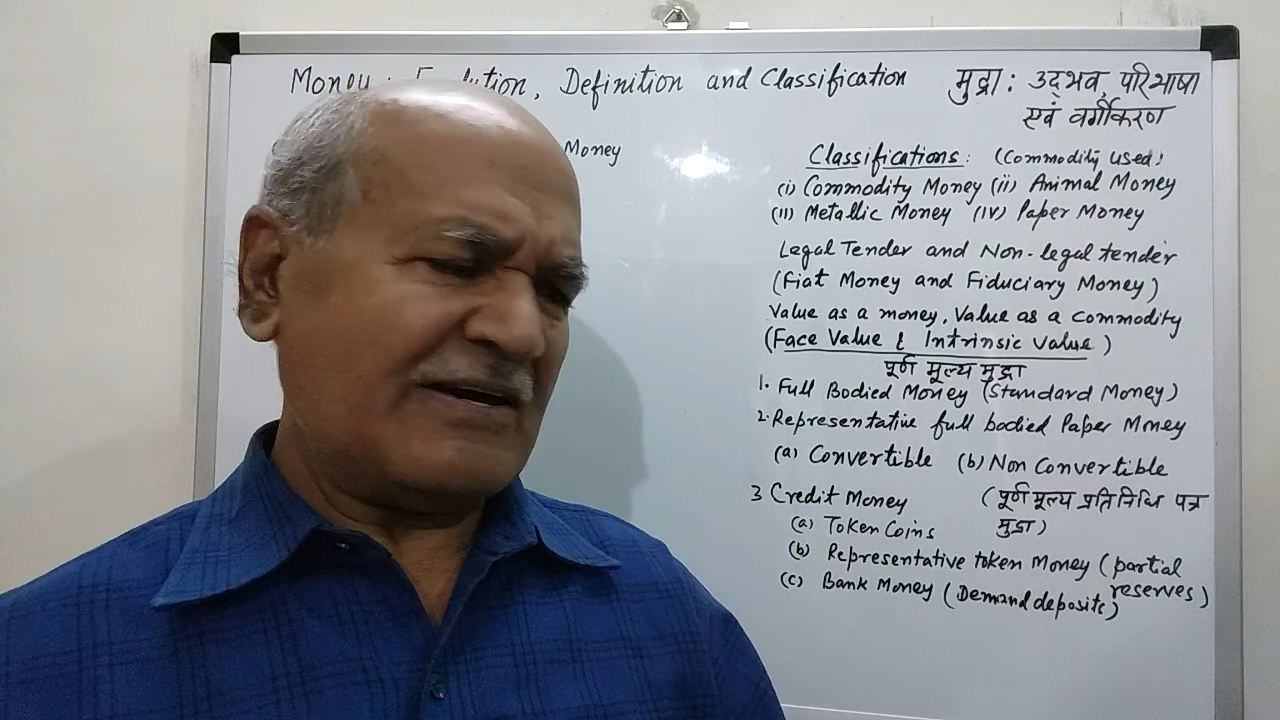 Money : Evolution, Definition and Classification
मुद्रा : उद्भव, परिभाषा
एवं वर्गीकरण
Money
Classifications: (Commodity used)
(i) Commodity Money (ii) Animal Money
(III) Metallic Money (IV) Paper Money
Legal Tender and Non-legal tender
(Fiat Money and Fiduciary Money)
Value as a money, Value as a commodity
(Face Value & Intrinsic value)
पूर्ण मूल्य मुद्रा
1. Full Bodied Money (Standard Money)
2. Representative full bodied Paper Money
(a) Convertible (b) Non Convertible
3 Credit Money (पूर्ण मूल्य प्रतिनिधि पत्र
(a) Token Coins मुद्रा)
(b) Representative token Money (partial
reserves)
(c) Bank Money (Demand deposits)